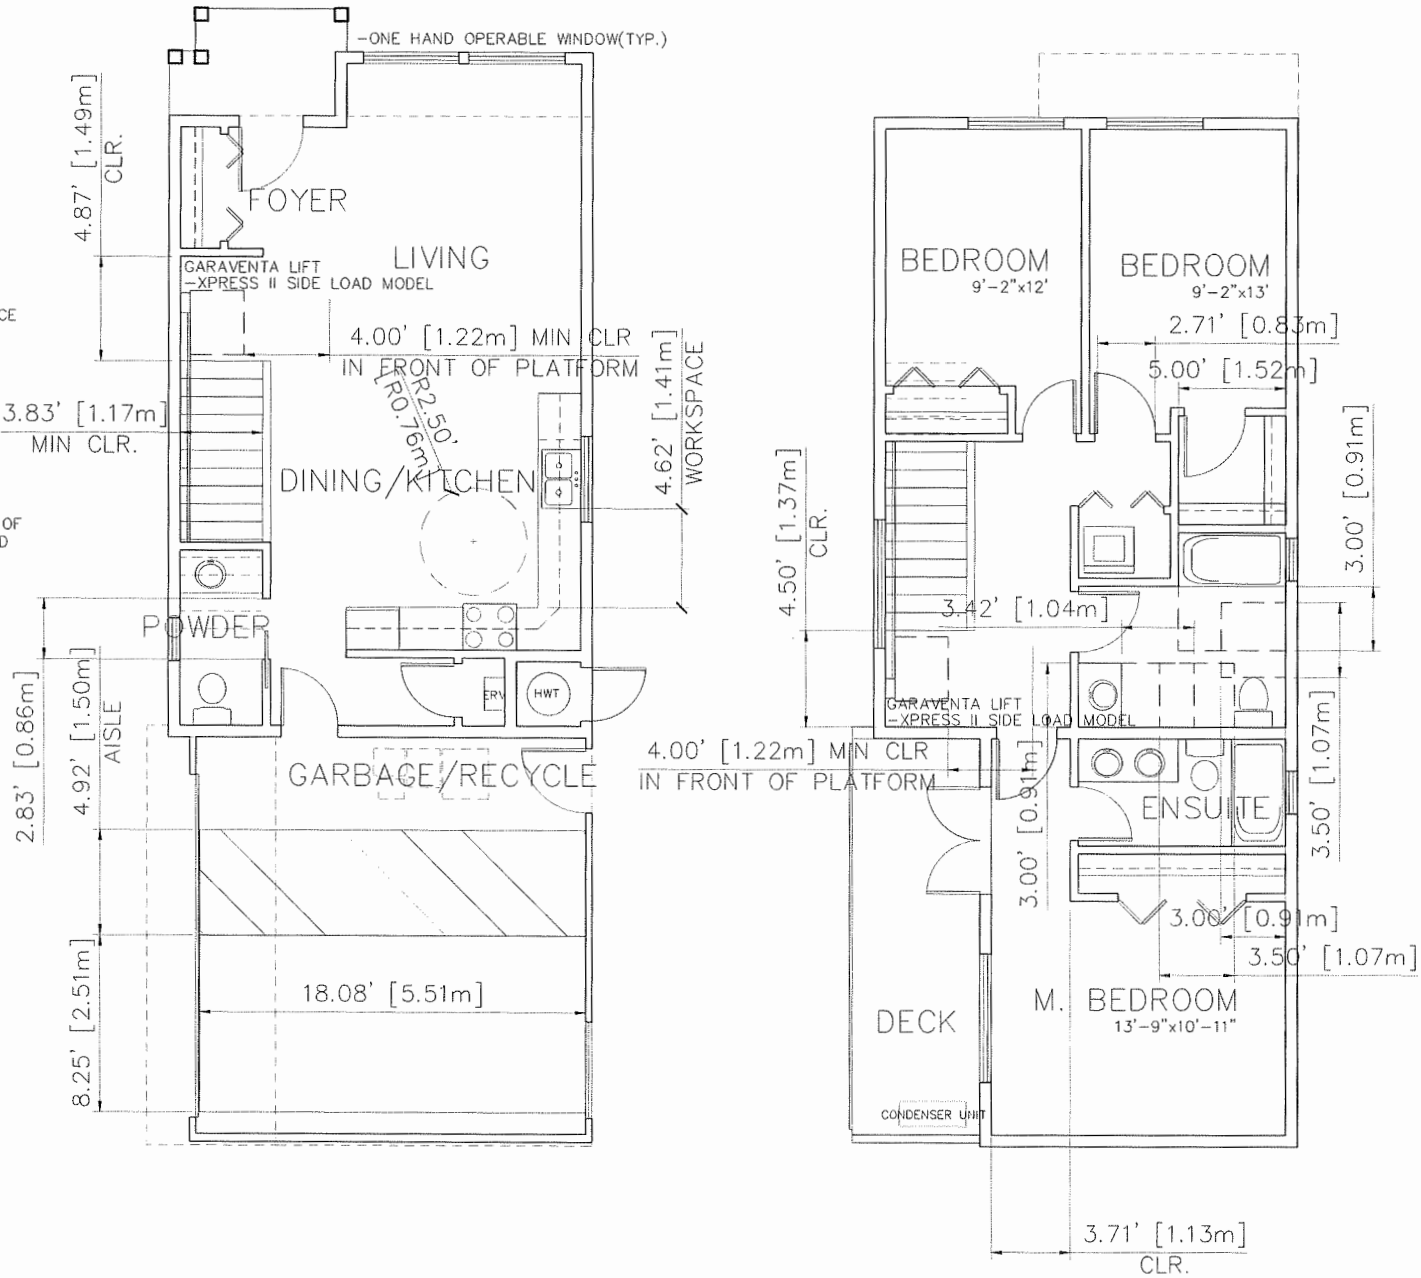 -ONE HAND OPERABLE WINDOW(TYP.)
4.87' [1.49m]
CLR.
FOYER
LIVING
GARAVENTA LIFT
-XPRESS II SIDE LOAD MODEL
CE
4.00' [1.22m] MIN CLR
IN FRONT OF PLATFORM
R2.50'
[R0.76m]
4.62' [1.41m]
WORKSPACE
3.83' [1.17m]
MIN CLR.
DINING/KITCHEN
OF
D
POWDER
2.83' [0.86m]
4.92' [1.50m]
AISLE
ERV
HWT
GARBAGE/RECYCLE
8.25' [2.51m]
18.08' [5.51m]
BEDROOM
9'-2"x12'
BEDROOM
9'-2"x13'
2.71' [0.83m]
5.00' [1.52m]
4.50' [1.37m]
CLR.
3.00' [0.91m]
3.42' [1.04m]
GARAVENTA LIFT
-XPRESS II SIDE LOAD MODEL
4.00' [1.22m] MIN CLR
IN FRONT OF PLATFORM
3.00' [0.91m]
ENSUITE
3.50' [1.07m]
3.00' [0.91m]
3.50' [1.07m]
M. BEDROOM
13'-9"x10'-11"
DECK
CONDENSER UNIT
3.71' [1.13m]
CLR.